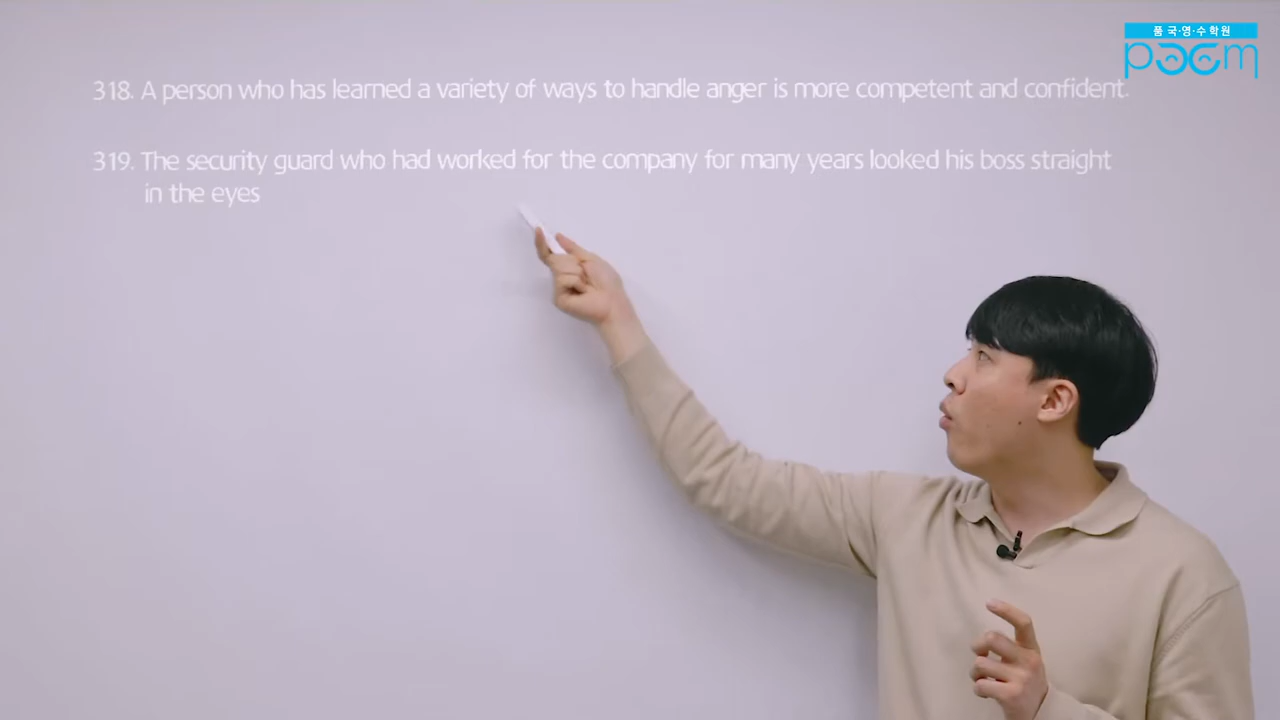 품 국·영·수 학원
poem
318. A person who has learned a variety of ways to handle anger is more competent and confident.
319. The security guard who had worked for the company for many years looked his boss straight
in the eyes